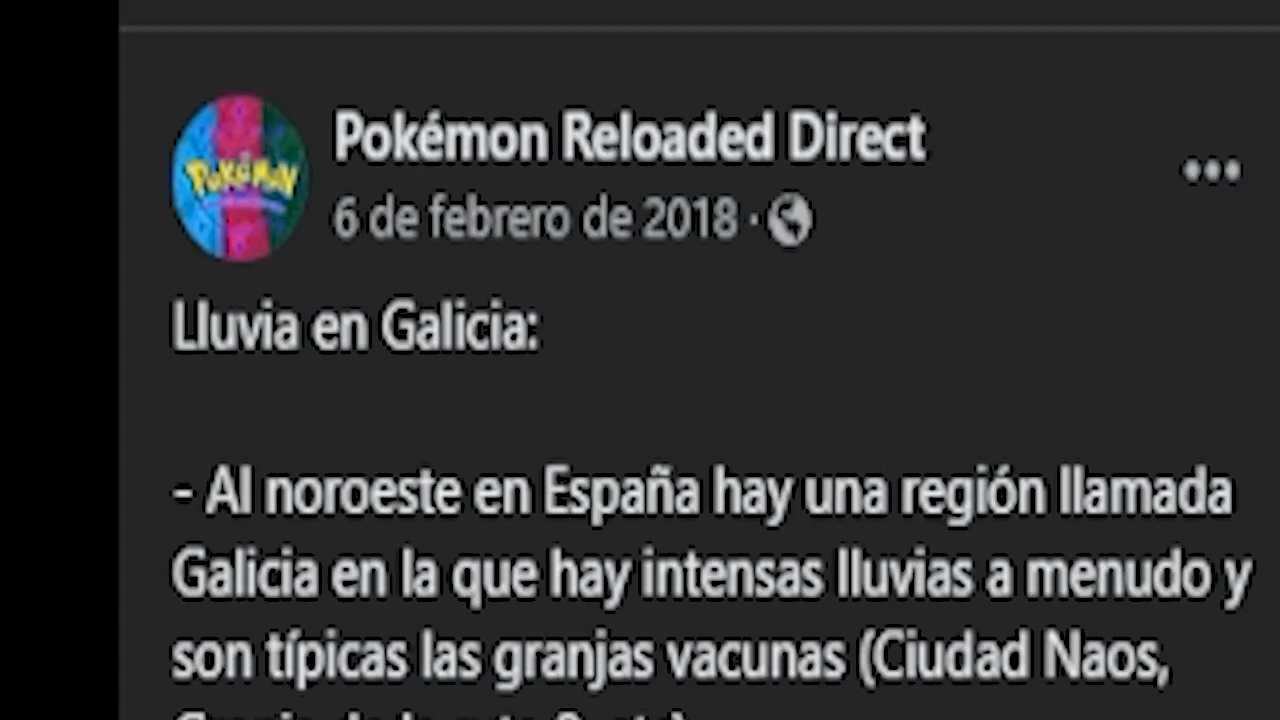 Pokémon Reloaded Direct
POKéMON
6 de febrero de 2018 ·
Lluvia en Galicia:
- Al noroeste en España hay una región llamada
Galicia en la que hay intensas lluvias a menudo y
son típicas las granjas vacunas (Ciudad Naos,